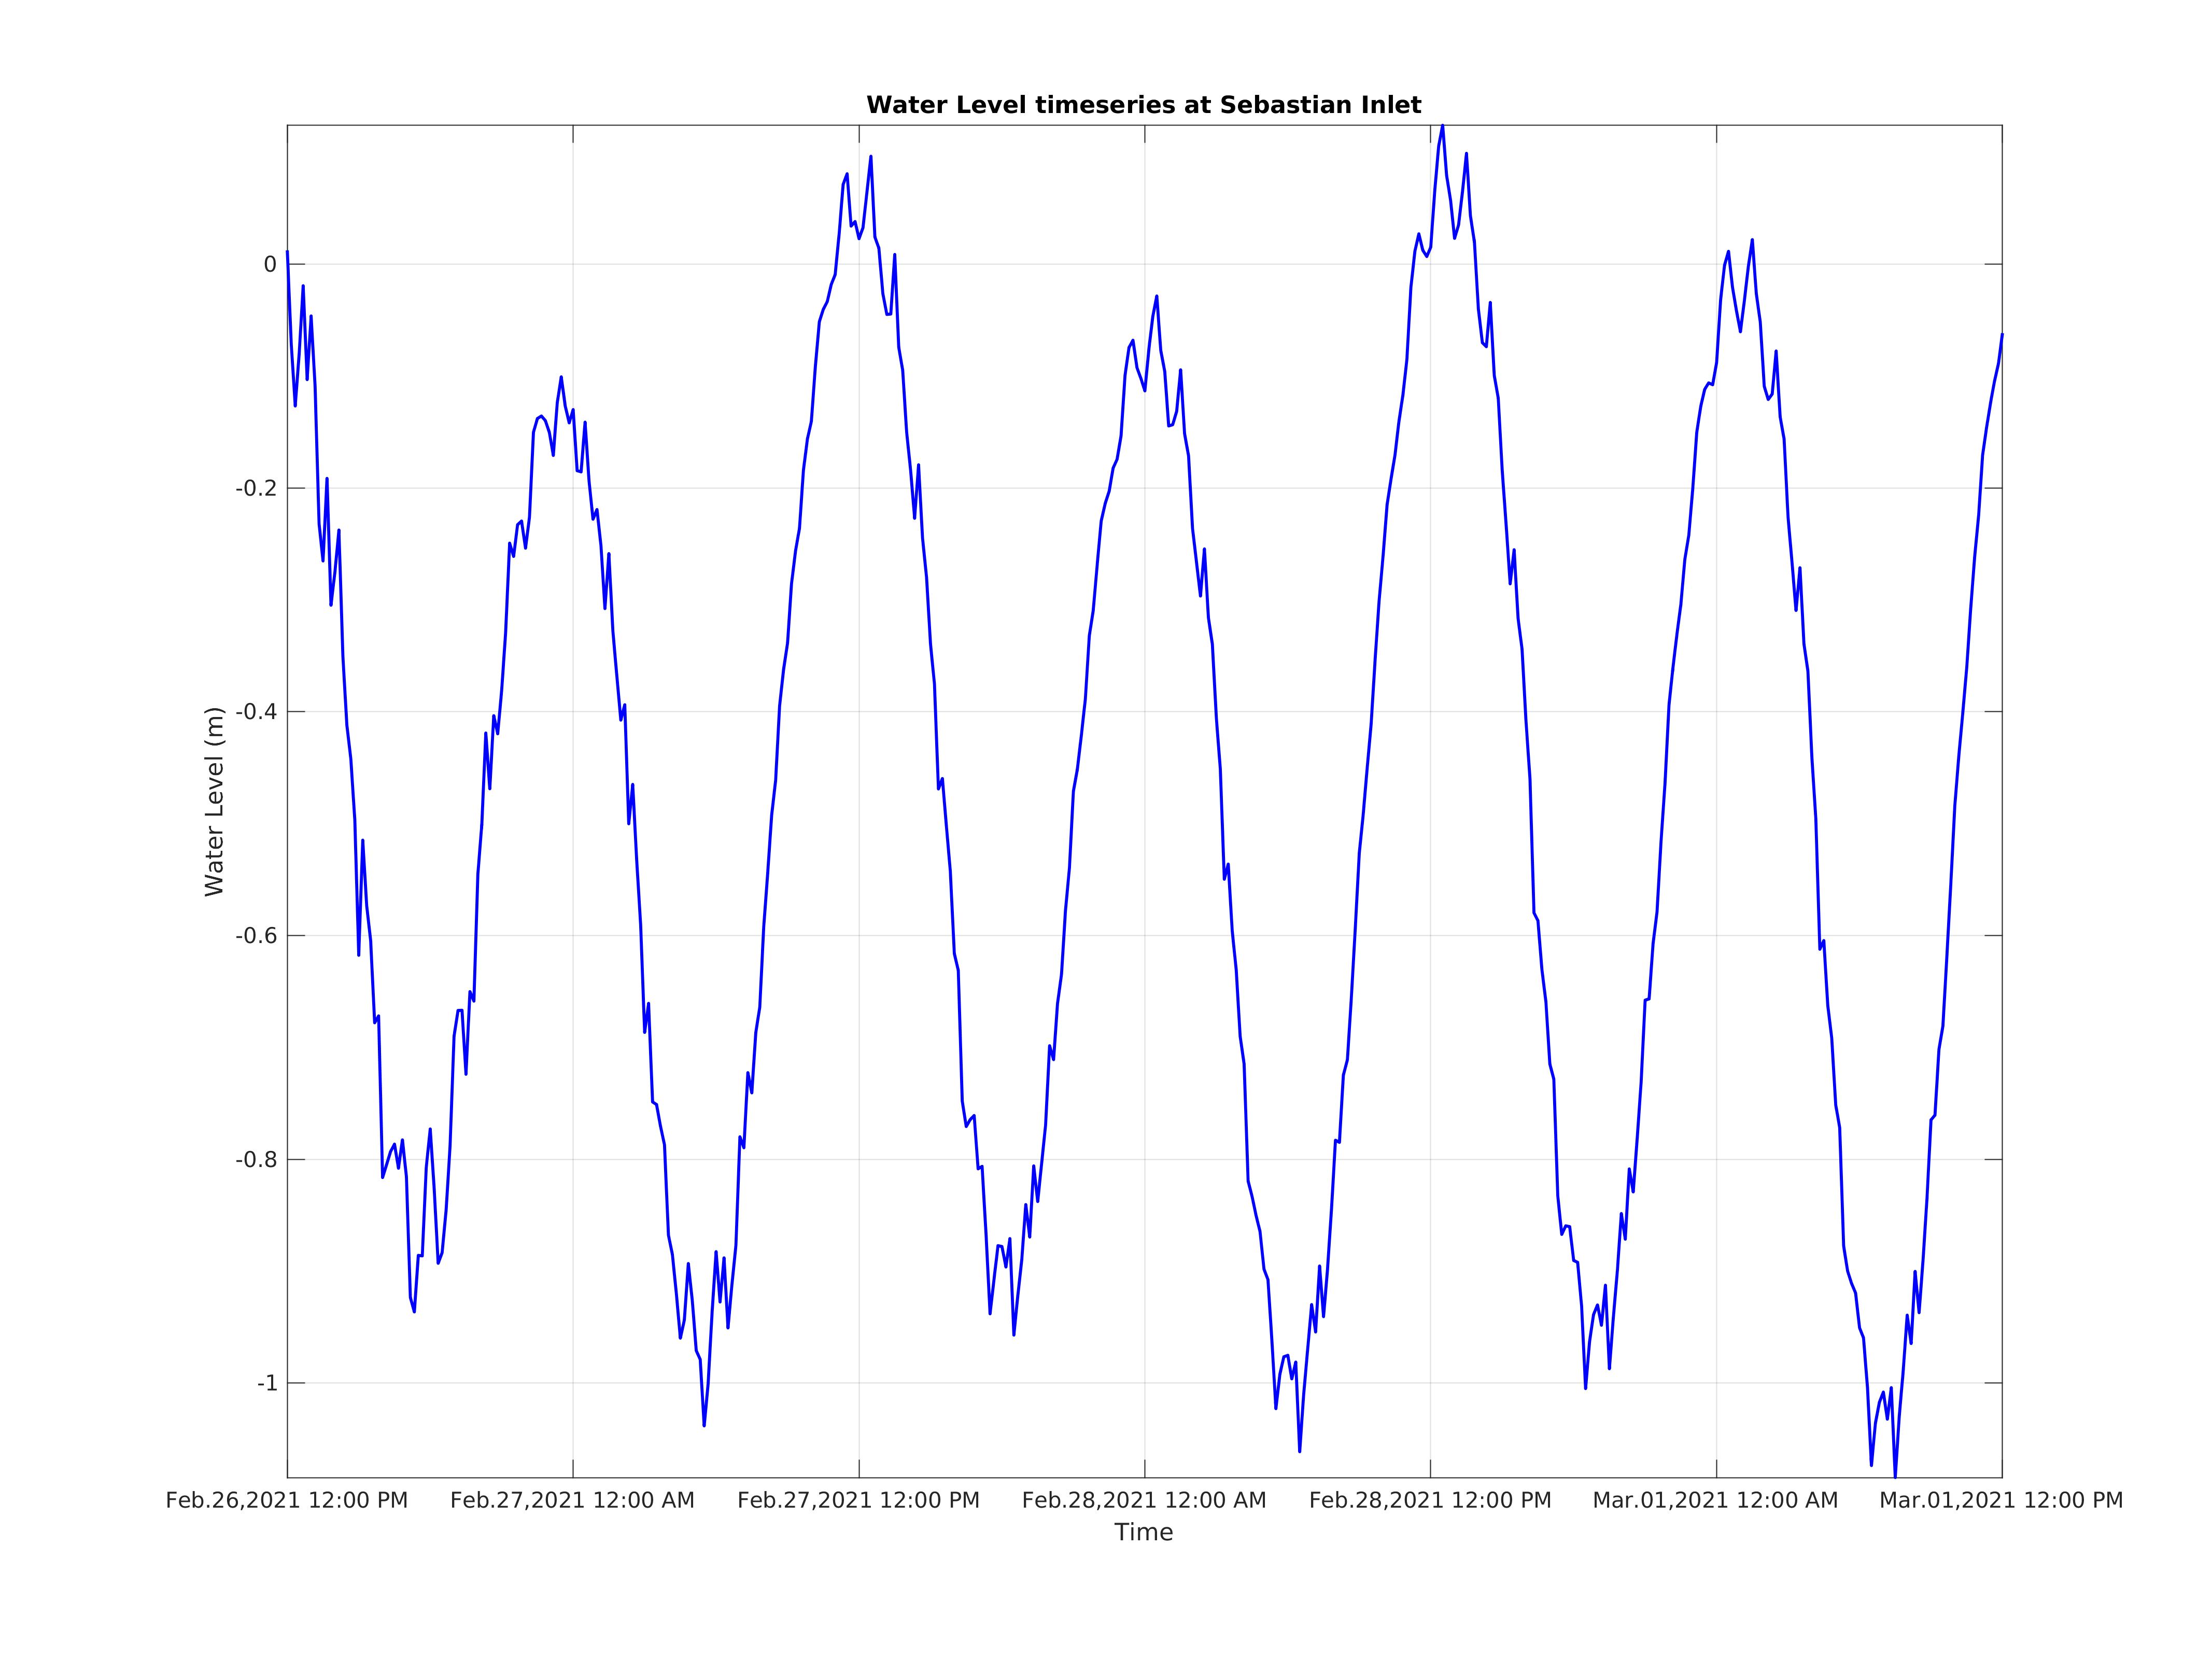 Water Level timeseries at Sebastian Inlet
0
-0.2
-0.4
-0.6
-0.8
-1
Water Level (m)
Feb.26,2021 12:00 PM
Feb.27,2021 12:00 AM
Feb.27,2021 12:00 PM
Feb.28,2021 12:00 AM
Feb.28,2021 12:00 PM
Mar.01,2021 12:00 AM
Mar.01,2021 12:00 PM
Time